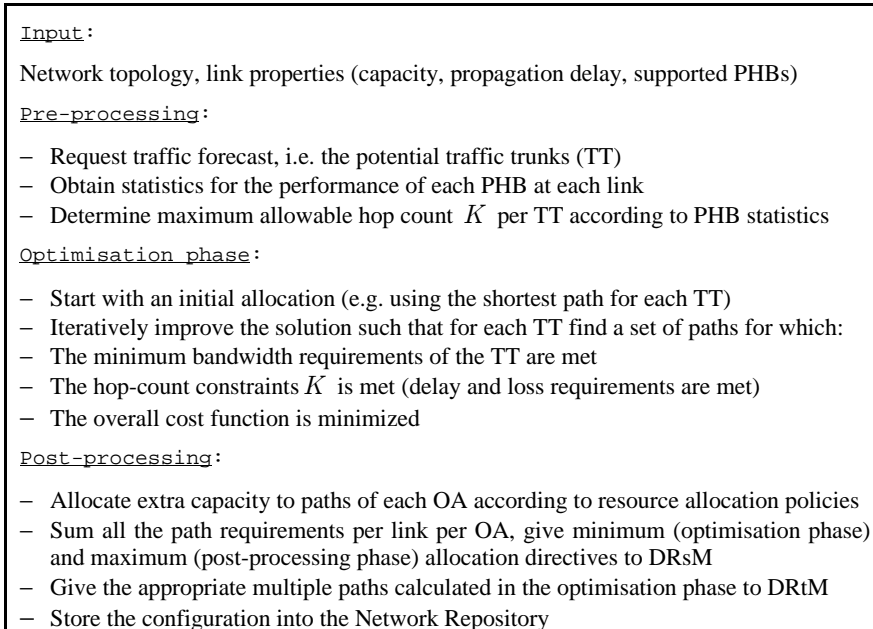 Input:
Network topology, link properties (capacity, propagation delay, supported PHBs)
Pre-processing:
− Request traffic forecast, i.e. the potential traffic trunks (TT)
− Obtain statistics for the performance of each PHB at each link
− Determine maximum allowable hop count K per TT according to PHB statistics
Optimisation phase:
− Start with an initial allocation (e.g. using the shortest path for each TT)
− Iteratively improve the solution such that for each TT find a set of paths for which:
− The minimum bandwidth requirements of the TT are met
− The hop-count constraints K is met (delay and loss requirements are met)
− The overall cost function is minimized
Post-processing:
− Allocate extra capacity to paths of each OA according to resource allocation policies
− Sum all the path requirements per link per OA, give minimum (optimisation phase)
and maximum (post-processing phase) allocation directives to DRsM
− Give the appropriate multiple paths calculated in the optimisation phase to DRtM
− Store the configuration into the Network Repository